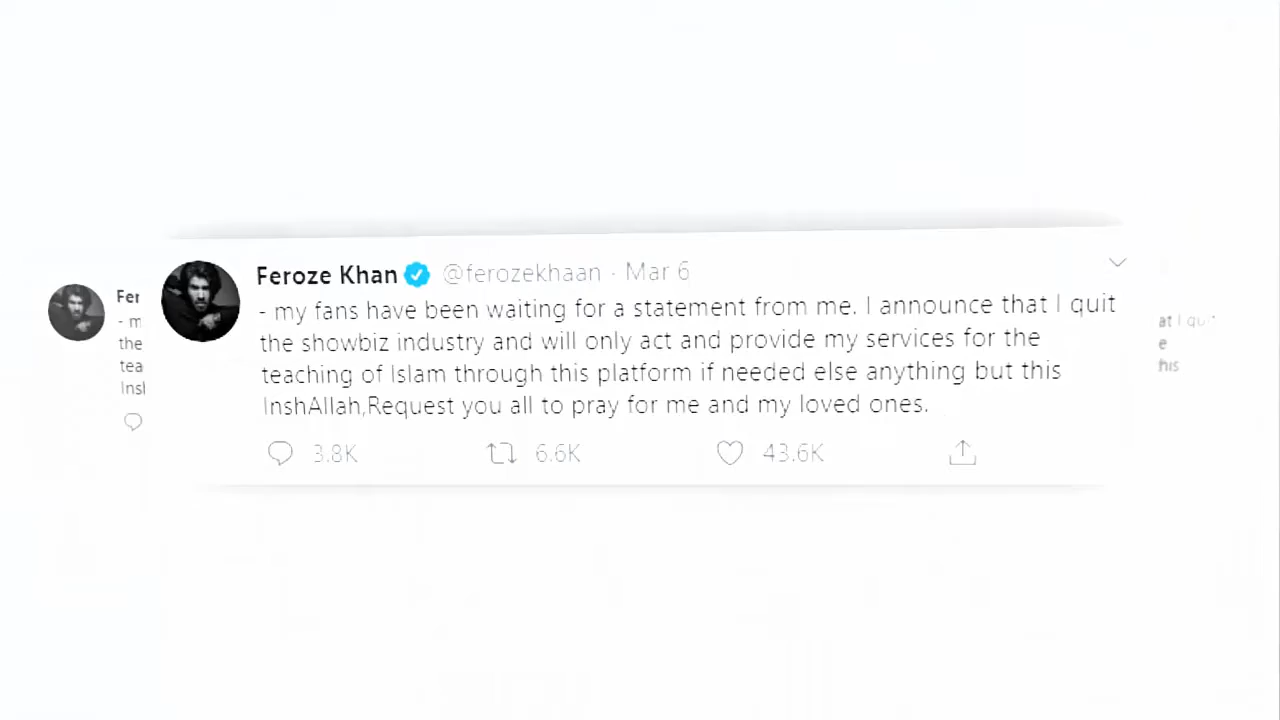 Feroze Khan @ferozekhaan · Mar 6
- my fans have been waiting for a statement from me. I announce that I quit
the showbiz industry and will only act and provide my services for the
teaching of Islam through this platform if needed else anything but this
InshAllah,Request you all to pray for me and my loved ones.
3.8K 6.6K 43.6K